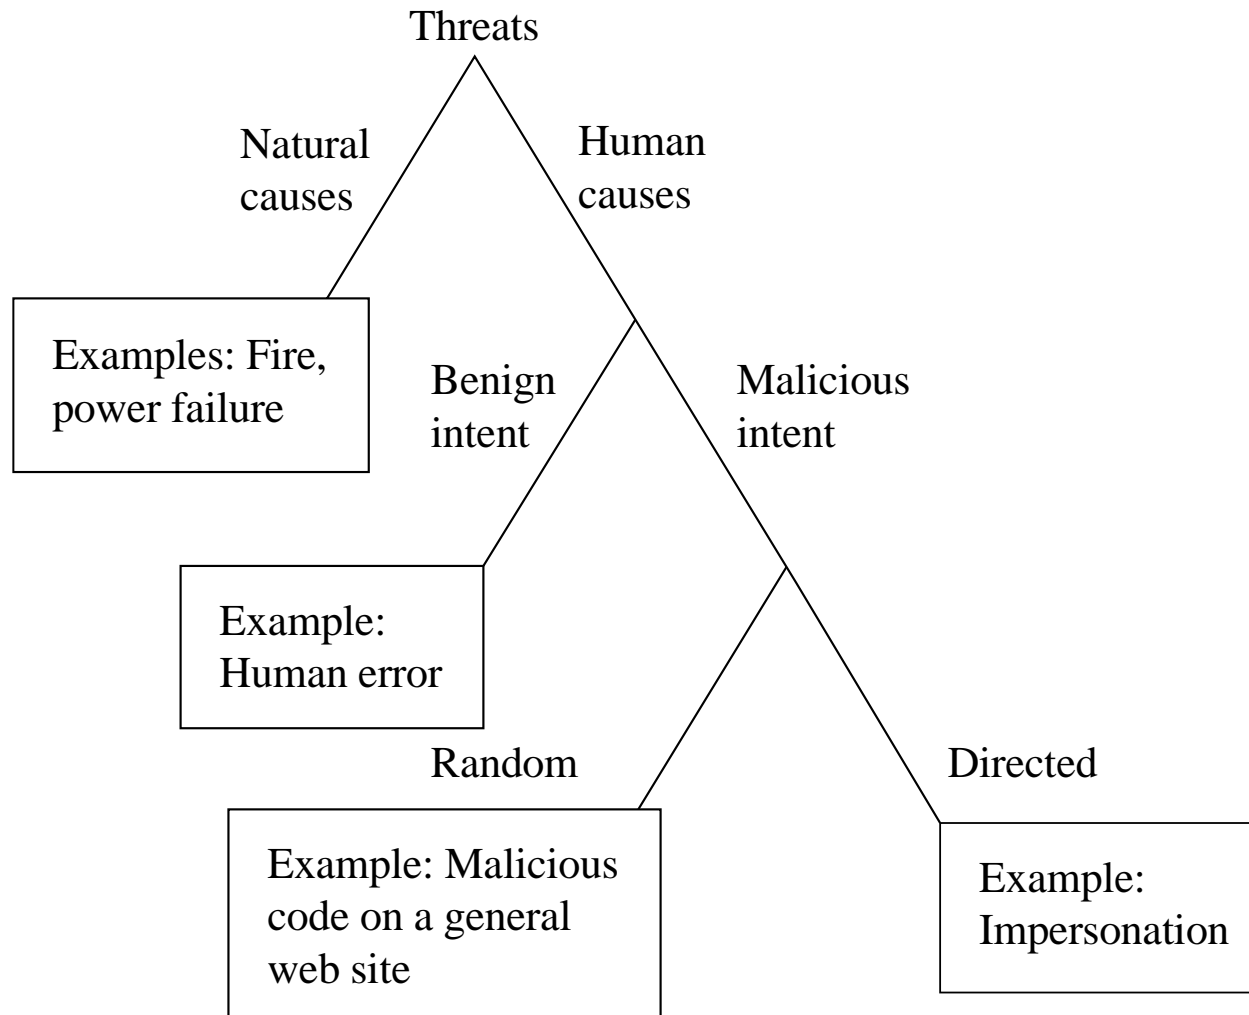 Threats
Natural
causes
Human
causes
Examples: Fire,
power failure
Benign
intent
Malicious
intent
Example:
Human error
Random
Directed
Example: Malicious
code on a general
web site
Example:
Impersonation